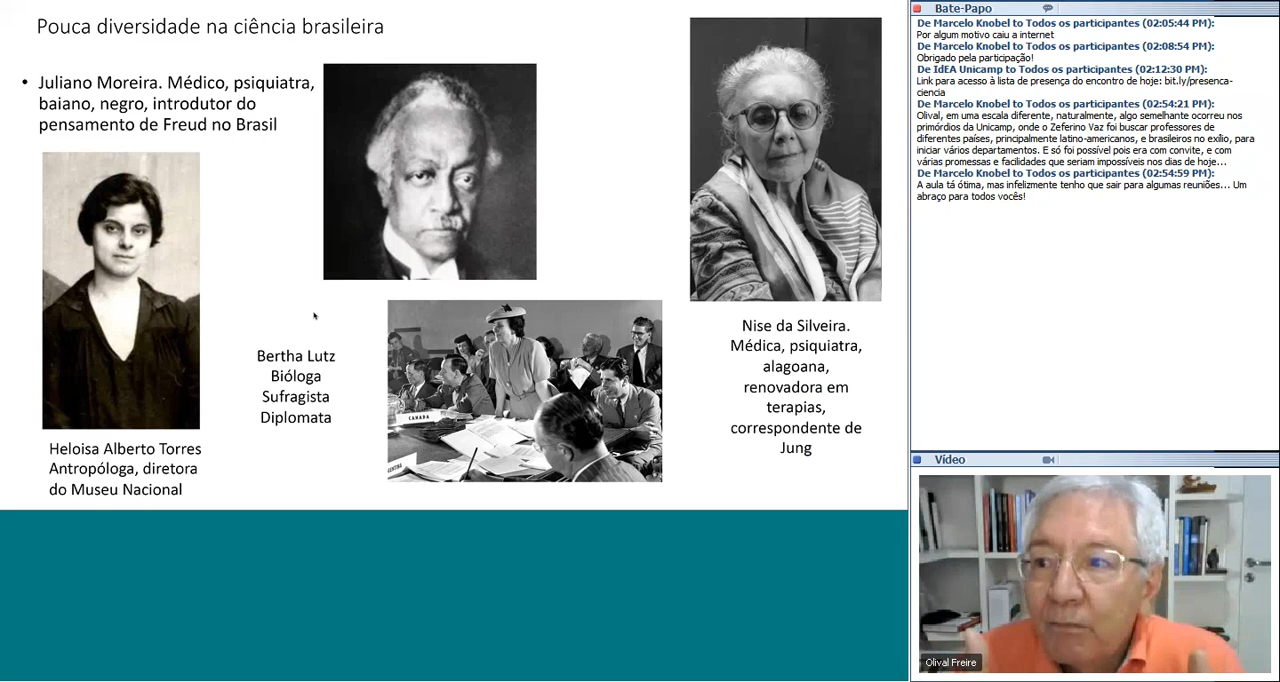 Pouca diversidade na ciência brasileira
• Juliano Moreira. Médico, psiquiatra,
baiano, negro, introdutor do
pensamento de Freud no Brasil
Heloisa Alberto Torres
Antropóloga, diretora
do Museu Nacional
Bertha Lutz
Bióloga
Sufragista
Diplomata
CANADA
Nise da Silveira.
Médica, psiquiatra,
alagoana,
renovadora em
terapias,
correspondente de
Jung
Bate-Papo
De Marcelo Knobel to Todos os participantes (02:05:44 PM):
Por algum motivo caiu a internet
De Marcelo Knobel to Todos os participantes (02:08:54 PM):
Obrigado pela participação!
De IdEA Unicamp to Todos os participantes (02:12:30 PM):
Link para acesso à lista de presença do encontro de hoje: bit.ly/presenca-
ciencia
De Marcelo Knobel to Todos os participantes (02:54:21 PM):
Olival, em uma escala diferente, naturalmente, algo semelhante ocorreu nos
primórdios da Unicamp, onde o Zeferino Vaz foi buscar professores de
diferentes países, principalmente latino-americanos, e brasileiros no exílio, para
iniciar vários departamentos. E só foi possível pois era com convite, e com
várias promessas e facilidades que seriam impossíveis nos dias de hoje...
De Marcelo Knobel to Todos os participantes (02:54:59 PM):
A aula tá ótima, mas infelizmente tenho que sair para algumas reuniões... Um
abraço para todos vocês!
Vídeo
Olival Freire